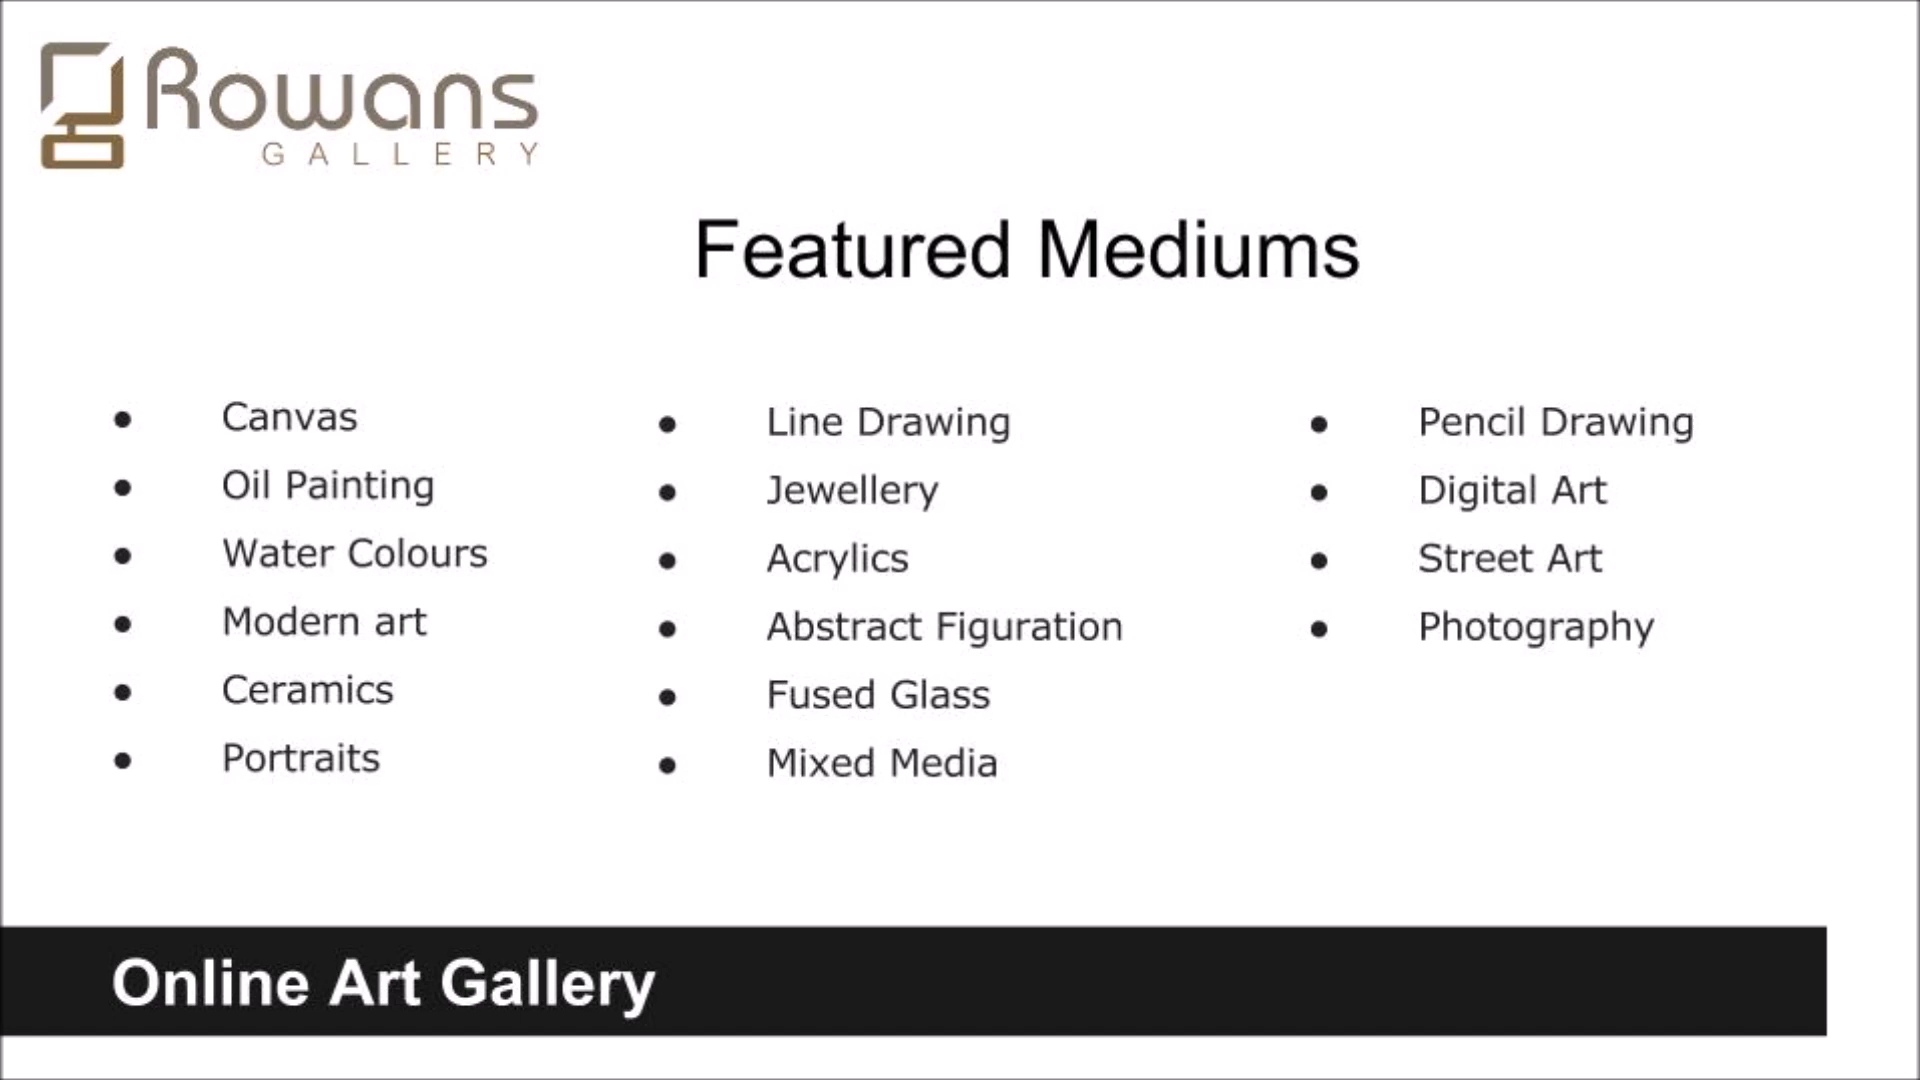 Rowans
GALLERY
Featured Mediums
● Canvas
● Oil Painting
● Water Colours
● Modern art
● Ceramics
● Portraits
● Line Drawing
● Jewellery
● Acrylics
● Abstract Figuration
● Fused Glass
● Mixed Media
● Pencil Drawing
● Digital Art
● Street Art
● Photography
Online Art Gallery